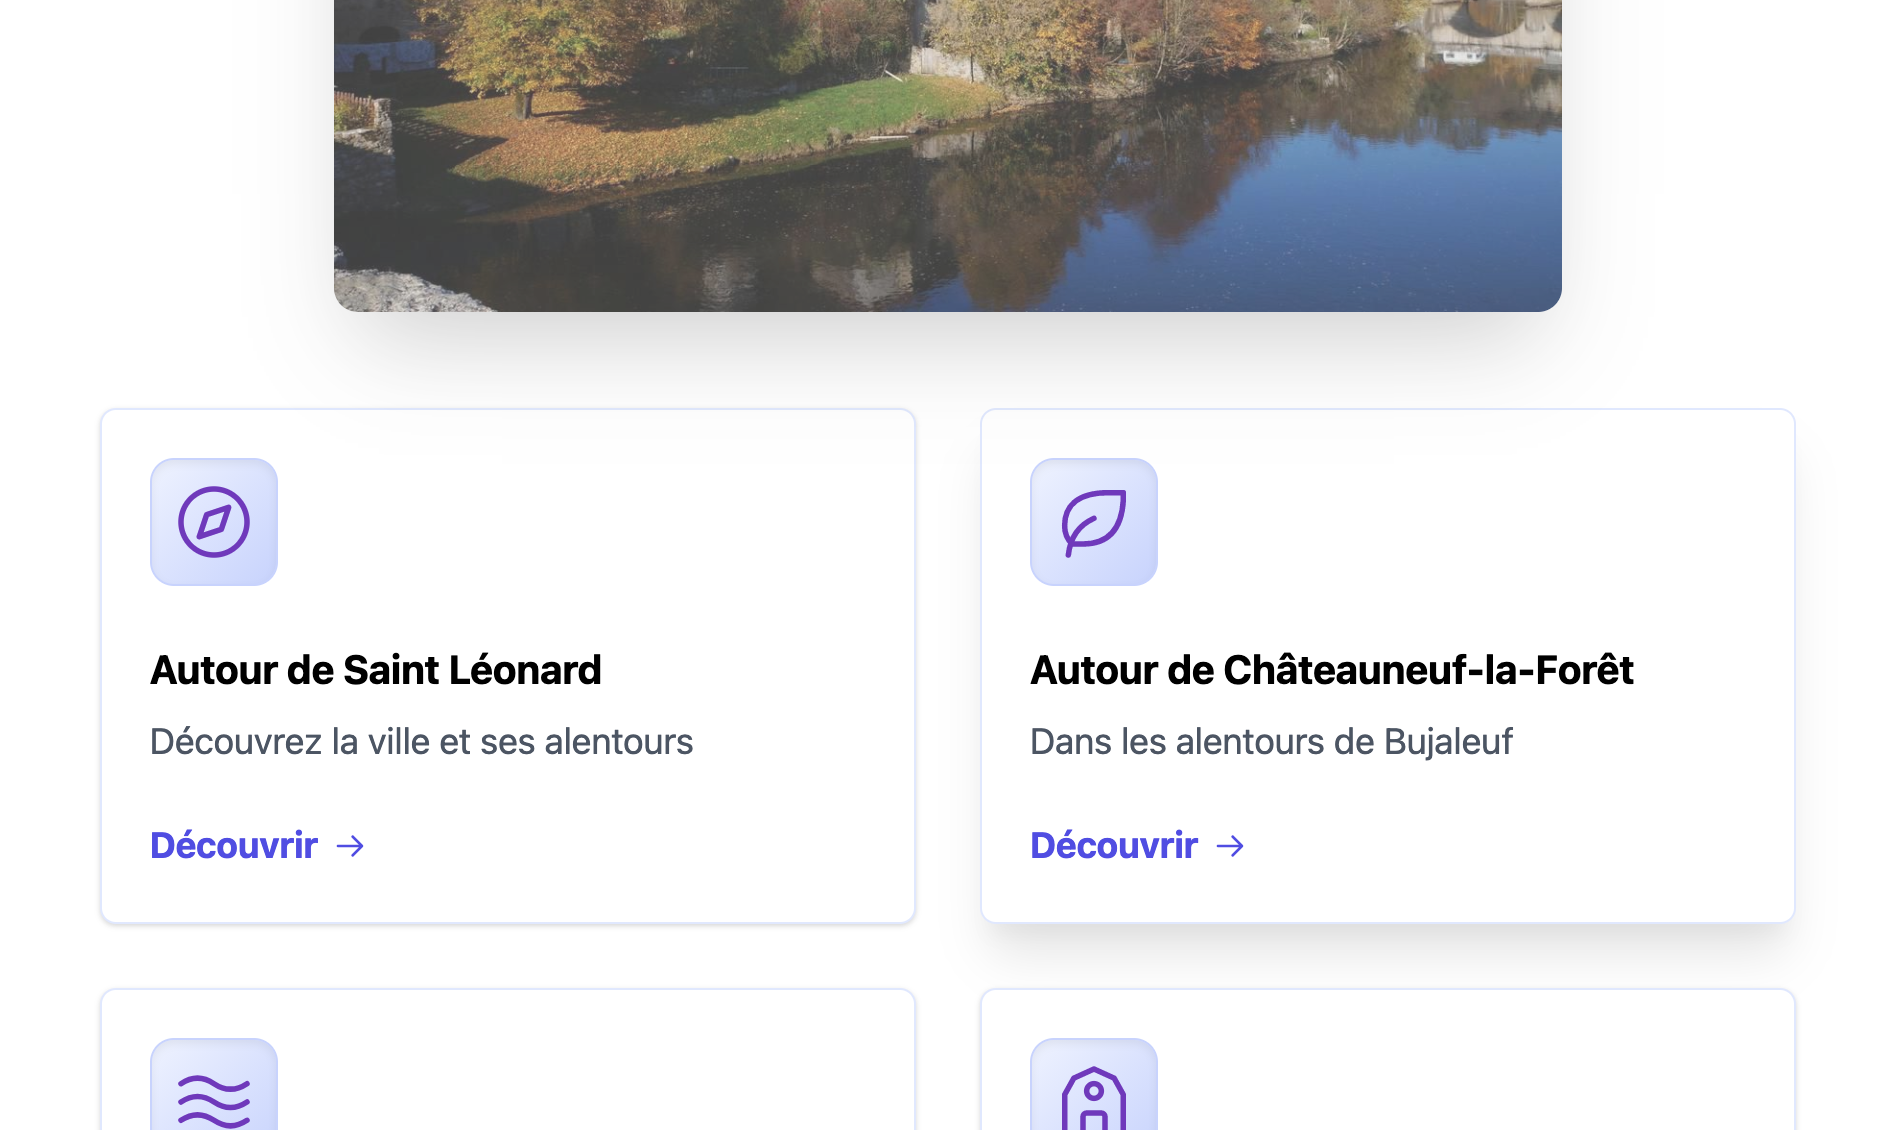 Autour de Saint Léonard
Découvrez la ville et ses alentours
Découvrir →
Autour de Châteauneuf-la-Forêt
Dans les alentours de Bujaleuf
Découvrir →